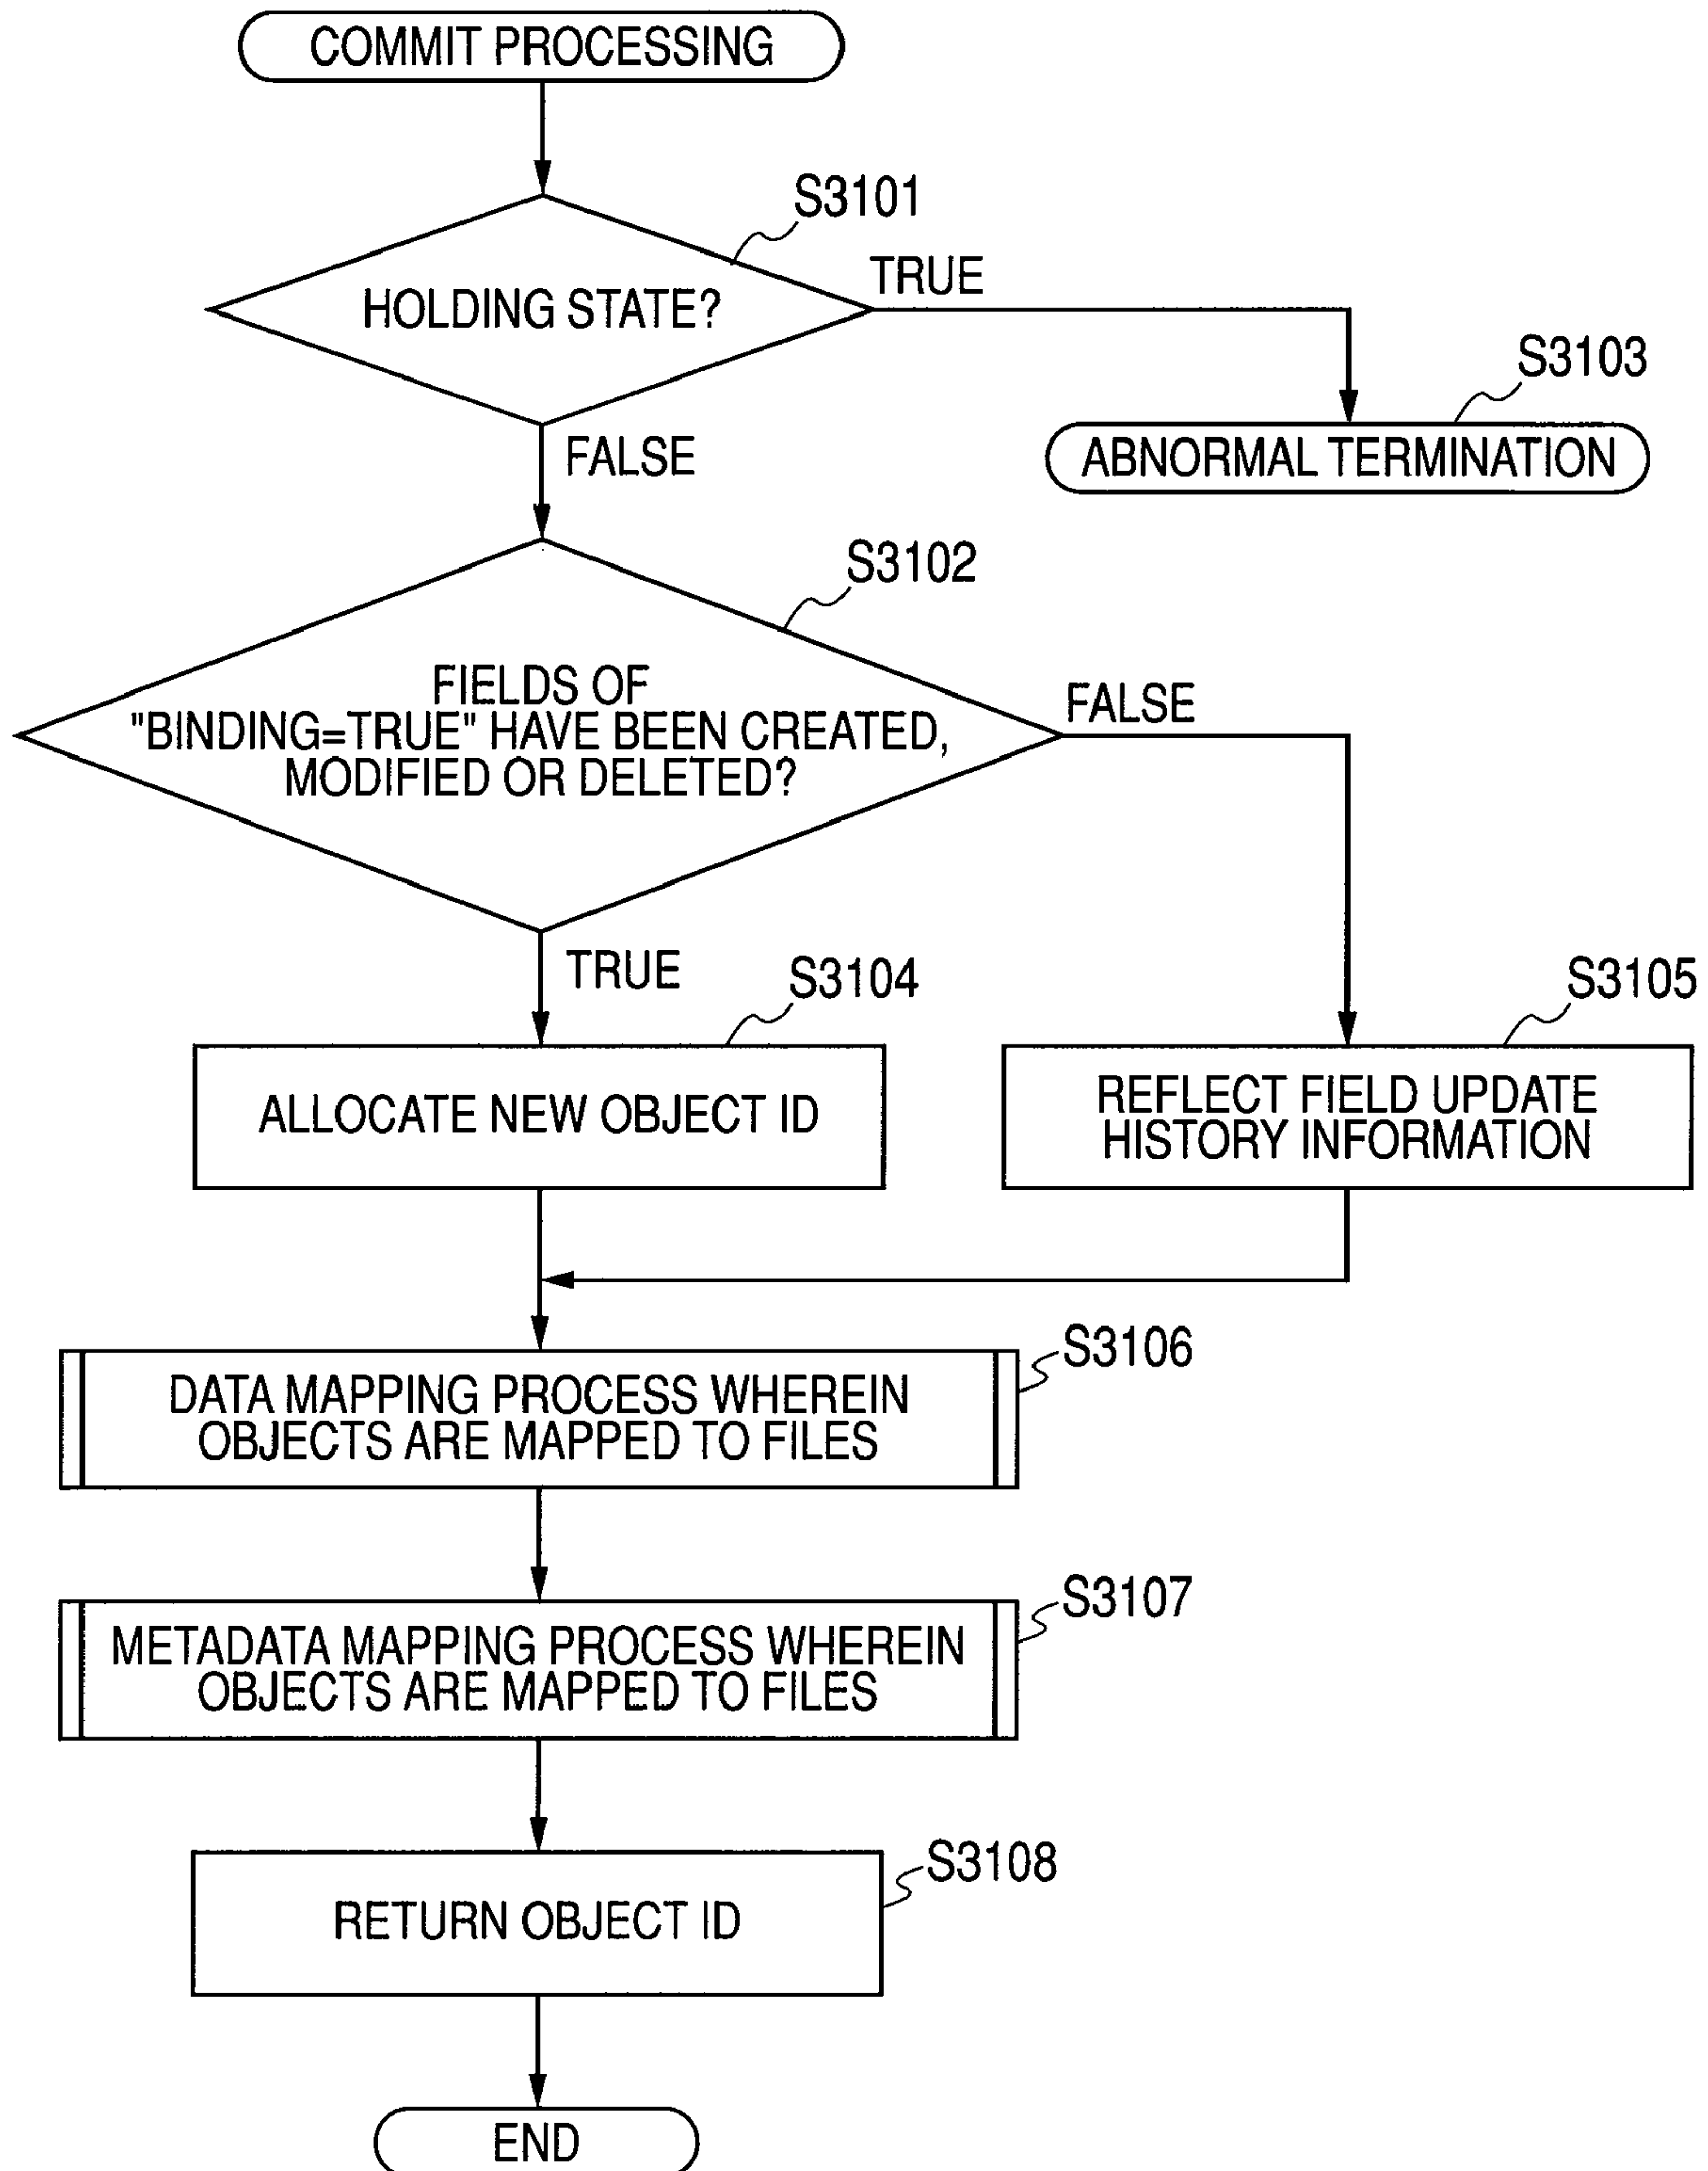 COMMIT PROCESSING
S3101
HOLDING STATE?
TRUE
S3103
ABNORMAL TERMINATION
FALSE
S3102
FIELDS OF
"BINDING=TRUE" HAVE BEEN CREATED,
MODIFIED OR DELETED?
FALSE
TRUE
S3104
ALLOCATE NEW OBJECT ID
S3105
REFLECT FIELD UPDATE
HISTORY INFORMATION
S3106
DATA MAPPING PROCESS WHEREIN
OBJECTS ARE MAPPED TO FILES
S3107
METADATA MAPPING PROCESS WHEREIN
OBJECTS ARE MAPPED TO FILES
S3108
RETURN OBJECT ID
END